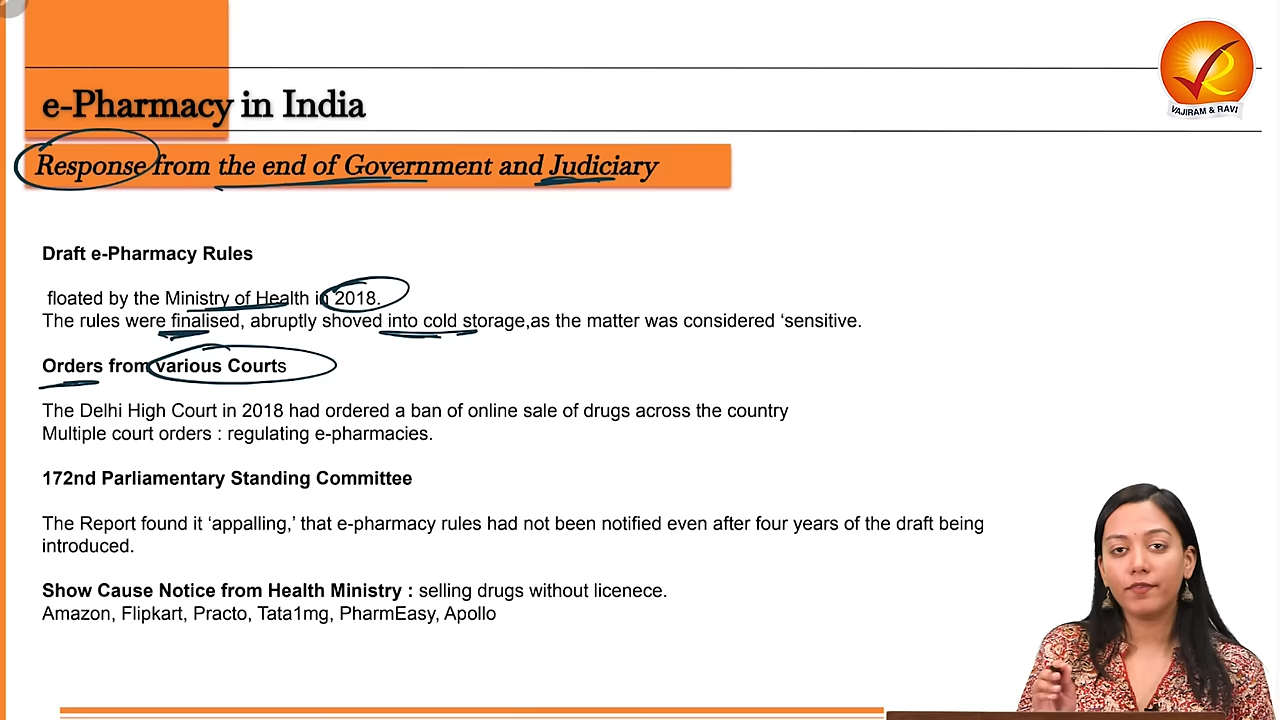 VAJIRAM & RAVI
e-Pharmacy in India
Response from the end of Government and Judiciary
Draft e-Pharmacy Rules
floated by the Ministry of Health in 2018.
The rules were finalised, abruptly shoved into cold storage,as the matter was considered ‘sensitive.
Orders from various Courts
The Delhi High Court in 2018 had ordered a ban of online sale of drugs across the country
Multiple court orders : regulating e-pharmacies.
172nd Parliamentary Standing Committee
The Report found it ‘appalling,’ that e-pharmacy rules had not been notified even after four years of the draft being
introduced.
Show Cause Notice from Health Ministry : selling drugs without licenece.
Amazon, Flipkart, Practo, Tata1mg, PharmEasy, Apollo